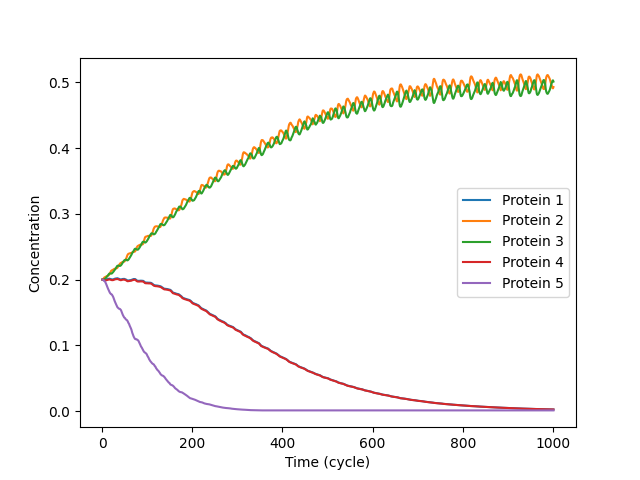 0.5
0.4
0.3
0.2
0.1
0.0
Concentration
Protein 1
Protein 2
Protein 3
Protein 4
Protein 5
0 200 400 600 800 1000
Time (cycle)